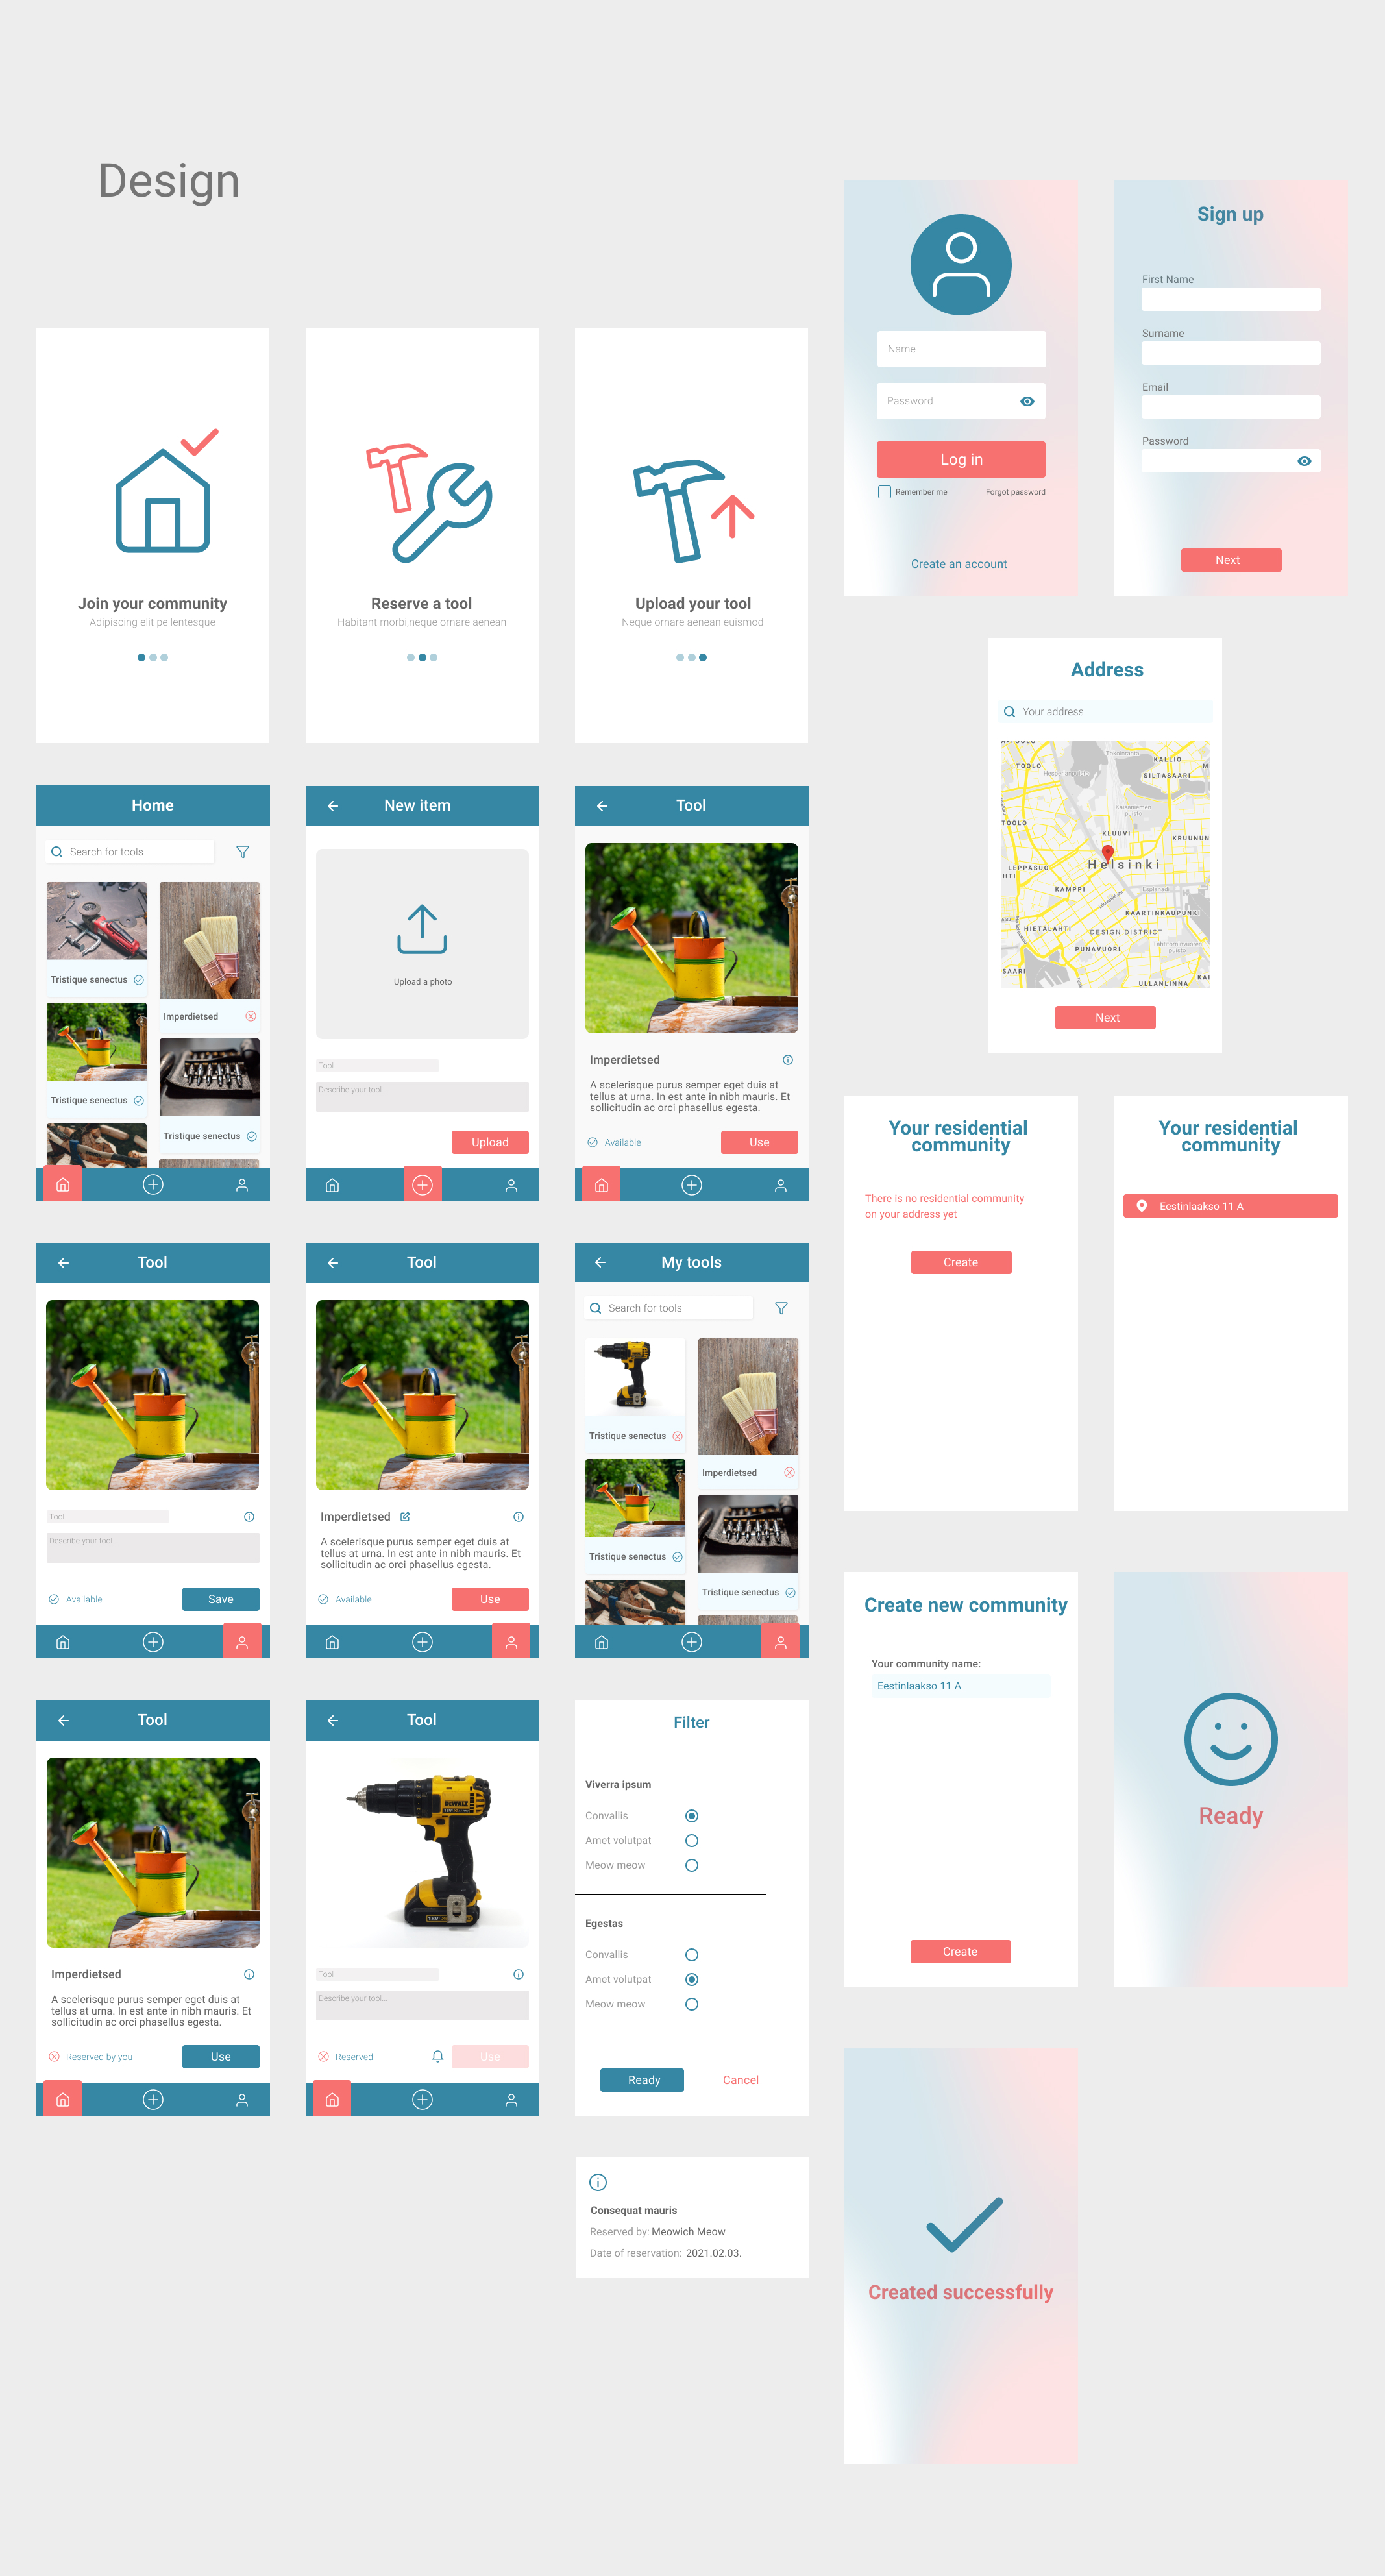 Design
Join your community
Adipiscing elit pellentesque
Reserve a tool
Habitant morbi,neque ornare aenean
Upload your tool
Neque ornare aenean euismod
Name
Password
Log in
Remember me
Forgot password
Create an account
Sign up
First Name
Surname
Email
Password
Next
Address
Your address
TÖÖLÖ
KALLIO
SILTASAARI
Kaisaniemen
puisto
TÖÖLÖ
KLUUVI
KRUUNUN
LEPPÄSUO
Helsinki
KAMPPI
KAARTINKAUPUNKI
HIETALAHTI
DESIGN DISTRICT
PUNAVUORI
Tähtitorninvuoren
puisto
SAARI
ULLANLINNA
Next
Home
Search for tools
Tristique senectus
Imperdietsed
Tristique senectus
Tristique senectus
New item
Upload a photo
Tool
Describe your tool...
Upload
Tool
Imperdietsed
A scelerisque purus semper eget duis at
tellus at urna. In est ante in nibh mauris. Et
sollicitudin ac orci phasellus egesta.
Available
Use
Your residential
community
There is no residential community
on your address yet
Create
Your residential
community
Eestinlaakso 11 A
Tool
Tool
Describe your tool...
Available
Save
Tool
Imperdietsed
A scelerisque purus semper eget duis at
tellus at urna. In est ante in nibh mauris. Et
sollicitudin ac orci phasellus egesta.
Available
Use
My tools
Search for tools
Tristique senectus
Imperdietsed
Tristique senectus
Tristique senectus
Create new community
Your community name:
Eestinlaakso 11 A
Create
Ready
Tool
Imperdietsed
A scelerisque purus semper eget duis at
tellus at urna. In est ante in nibh mauris. Et
sollicitudin ac orci phasellus egesta.
Reserved by you
Use
Tool
DEWALT
Tool
Describe your tool...
Reserved
Use
Filter
Viverra ipsum
Convallis
Amet volutpat
Meow meow
Egestas
Convallis
Amet volutpat
Meow meow
Ready
Cancel
Consequat mauris
Reserved by: Meowich Meow
Date of reservation: 2021.02.03.
Created successfully